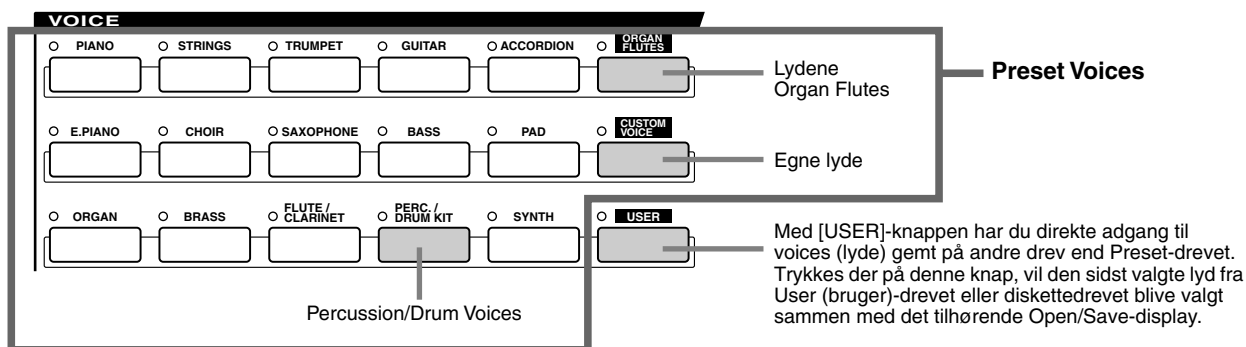 VOICE
PIANO STRINGS TRUMPET GUITAR ACCORDION ORGAN FLUTES
Lydene
Organ Flutes
Preset Voices
E.PIANO CHOIR SAXOPHONE BASS PAD CUSTOM VOICE
Egne lyde
ORGAN BRASS FLUTE / CLARINET PERC. / DRUM KIT SYNTH USER
Percussion/Drum Voices
Med [USER]-knappen har du direkte adgang til
voices (lyde) gemt på andre drev end Preset-drevet.
Trykkes der på denne knap, vil den sidst valgte lyd fra
User (bruger)-drevet eller diskettedrevet blive valgt
sammen med det tilhørende Open/Save-display.